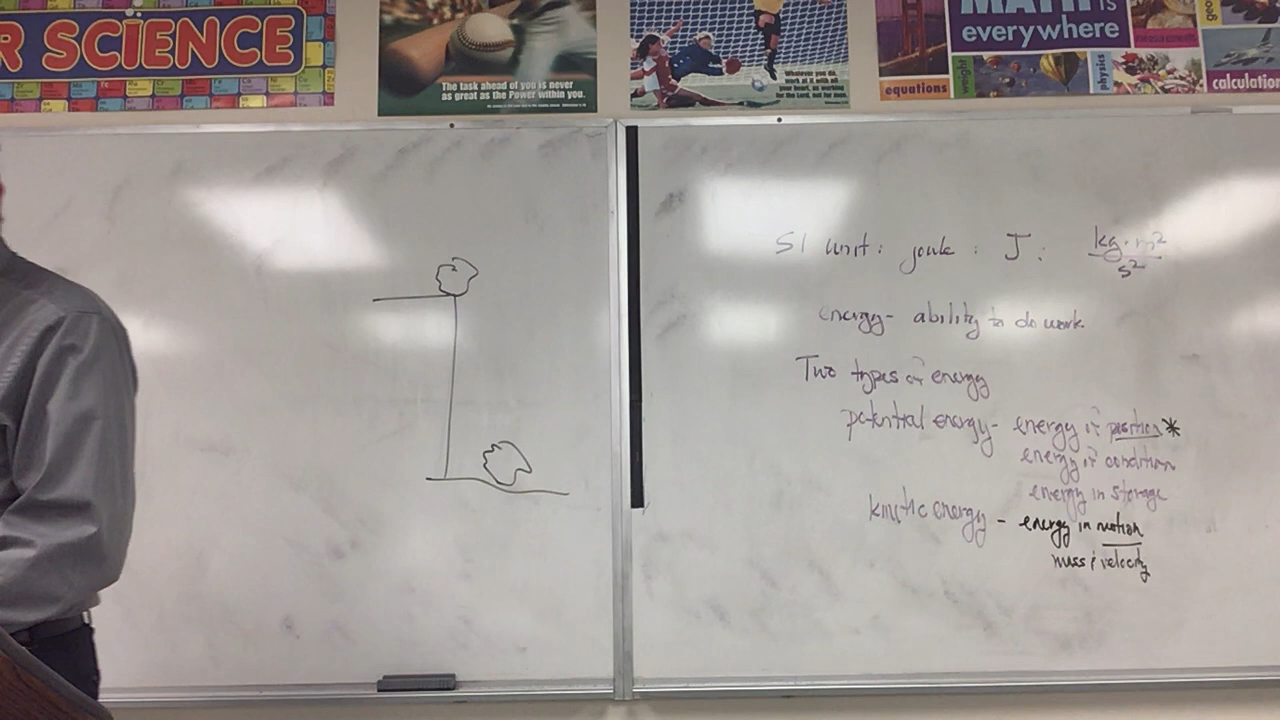 R SCIENCE
The task ahead of you is never
as great as the Power within you.
Whatever you do,
work at it with all
your heart, as working
for the Lord, not for men.
MATH IS
everywhere
equations
weight
physics
measurements
geo
calculation
SI unit: joule: J: kg·m²
s²
energy- ability to do work.
Two types of energy
potential energy- energy of position*
energy of condition
energy in storage
kinetic energy - energy in motion
mass & velocity